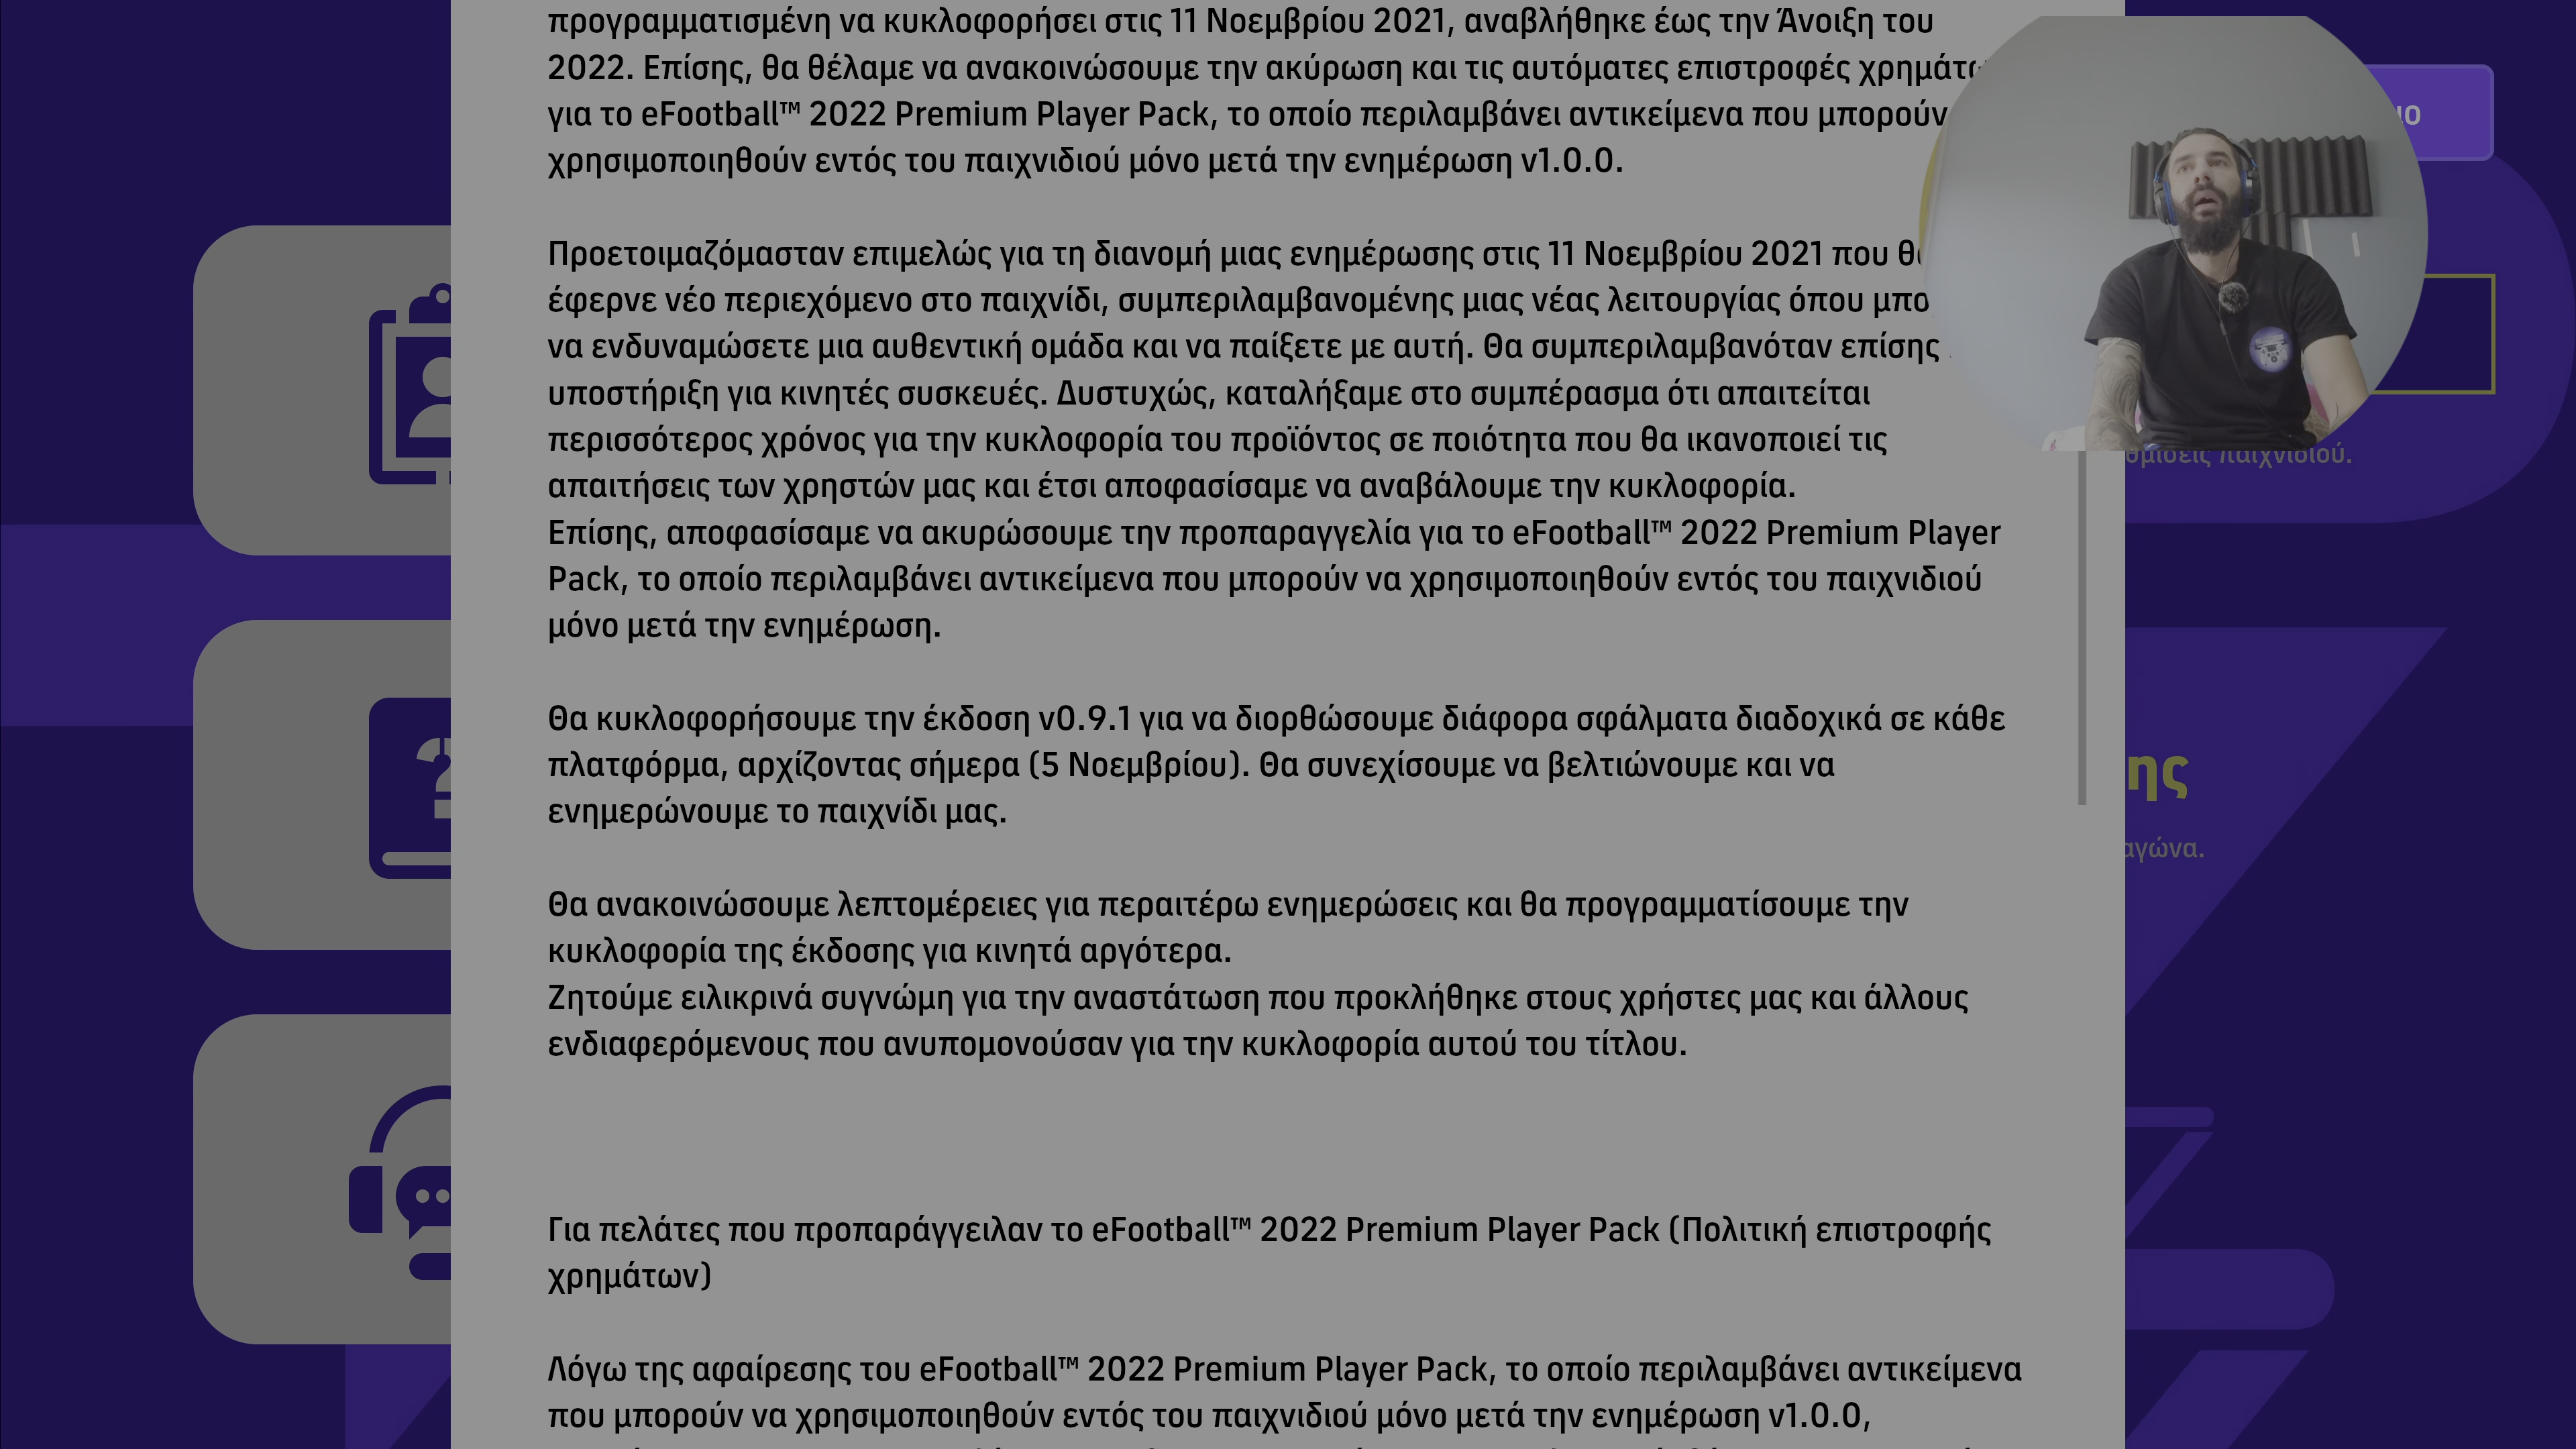 προγραμματισμένη να κυκλοφορήσει στις 11 Νοεμβρίου 2021, αναβλήθηκε έως την Άνοιξη του
2022. Επίσης, θα θέλαμε να ανακοινώσουμε την ακύρωση και τις αυτόματες επιστροφές
για το eFootball™ 2022 Premium Player Pack, το οποίο περιλαμβάνει αντικείμενα που μπορούν
χρησιμοποιηθούν εντός του παιχνιδιού μόνο μετά την ενημέρωση v1.0.0.
Προετοιμαζόμασταν επιμελώς για τη διανομή μιας ενημέρωσης στις 11 Νοεμβρίου 2021 που
έφερνε νέο περιεχόμενο στο παιχνίδι, συμπεριλαμβανομένης μιας νέας λειτουργίας όπου
να ενδυναμώσετε μια αυθεντική ομάδα και να παίξετε με αυτή. Θα συμπεριλαμβανόταν επίσης
υποστήριξη για κινητές συσκευές. Δυστυχώς, καταλήξαμε στο συμπέρασμα ότι απαιτείται
περισσότερος χρόνος για την κυκλοφορία του προϊόντος σε ποιότητα που θα ικανοποιεί τις
απαιτήσεις των χρηστών μας και έτσι αποφασίσαμε να αναβάλουμε την κυκλοφορία.
Επίσης, αποφασίσαμε να ακυρώσουμε την προπαραγγελία για το eFootball™ 2022 Premium Player
Pack, το οποίο περιλαμβάνει αντικείμενα που μπορούν να χρησιμοποιηθούν εντός του παιχνιδιού
μόνο μετά την ενημέρωση.
Θα κυκλοφορήσουμε την έκδοση v0.9.1 για να διορθώσουμε διάφορα σφάλματα διαδοχικά σε κάθε
πλατφόρμα, αρχίζοντας σήμερα (5 Νοεμβρίου). Θα συνεχίσουμε να βελτιώνουμε και να
ενημερώνουμε το παιχνίδι μας.
Θα ανακοινώσουμε λεπτομέρειες για περαιτέρω ενημερώσεις και θα προγραμματίσουμε την
κυκλοφορία της έκδοσης για κινητά αργότερα.
Ζητούμε ειλικρινά συγνώμη για την αναστάτωση που προκλήθηκε στους χρήστες μας και άλλους
ενδιαφερόμενους που ανυπομονούσαν για την κυκλοφορία αυτού του τίτλου.
Για πελάτες που προπαράγγειλαν το eFootball™ 2022 Premium Player Pack (Πολιτική επιστροφής
χρημάτων)
Λόγω της αφαίρεσης του eFootball™ 2022 Premium Player Pack, το οποίο περιλαμβάνει αντικείμενα
που μπορούν να χρησιμοποιηθούν εντός του παιχνιδιού μόνο μετά την ενημέρωση v1.0.0,
παιχνιδιού.
ης
αγώνα.